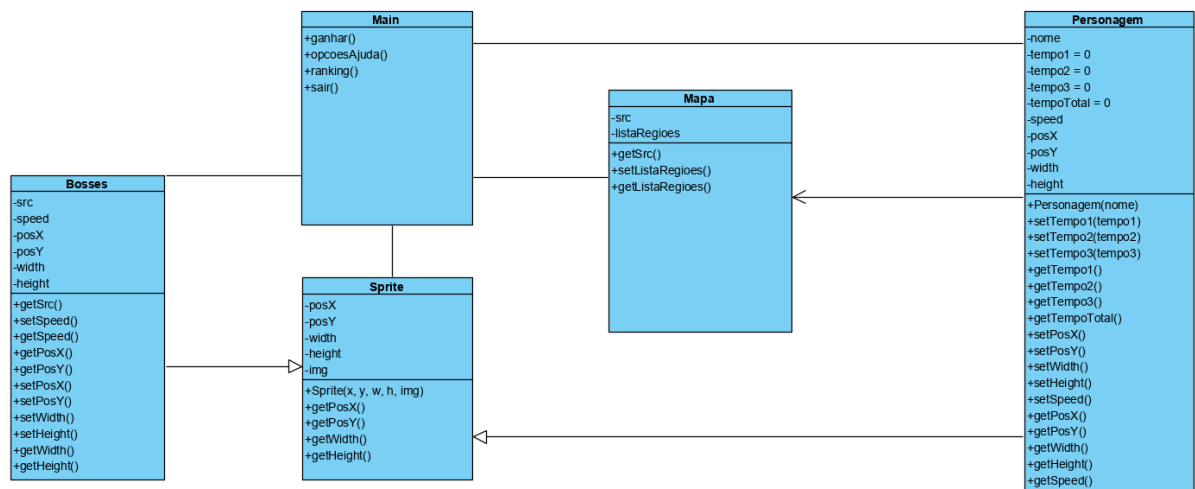 Main
+ganhar()
+opcoesAjuda()
+ranking()
+sair()
Personagem
-nome
-tempo1 = 0
-tempo2 = 0
-tempo3 = 0
-tempoTotal = 0
-speed
-posX
-posY
-width
-height
+Personagem(nome)
+setTempo1(tempo1)
+setTempo2(tempo2)
+setTempo3(tempo3)
+getTempo1()
+getTempo2()
+getTempo3()
+getTempoTotal()
+setPosX()
+setPosY()
+setWidth()
+setHeight()
+setSpeed()
+getPosX()
+getPosY()
+getWidth()
+getHeight()
+getSpeed()
Mapa
-src
-listaRegioes
+getSrc()
+setListaRegioes()
+getListaRegioes()
Bosses
-src
-speed
-posX
-posY
-width
-height
+getSrc()
+setSpeed()
+getSpeed()
+getPosX()
+getPosY()
+setPosX()
+setPosY()
+setWidth()
+setHeight()
+getWidth()
+getHeight()
Sprite
-posX
-posY
-width
-height
-img
+Sprite(x, y, w, h, img)
+getPosX()
+getPosY()
+getWidth()
+getHeight()